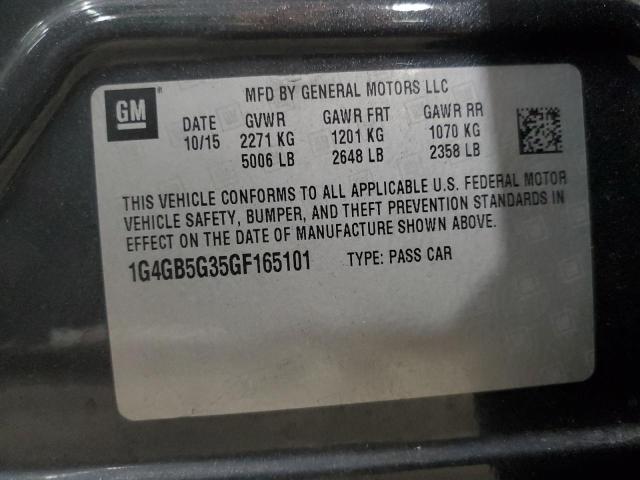 MFD BY GENERAL MOTORS LLC
GM
DATE GVWR GAWR FRT GAWR RR
10/15 2271 KG 1201 KG 1070 KG
5006 LB 2648 LB 2358 LB
THIS VEHICLE CONFORMS TO ALL APPLICABLE U.S. FEDERAL MOTOR
VEHICLE SAFETY, BUMPER, AND THEFT PREVENTION STANDARDS IN
EFFECT ON THE DATE OF MANUFACTURE SHOWN ABOVE.
1G4GB5G35GF165101 TYPE: PASS CAR